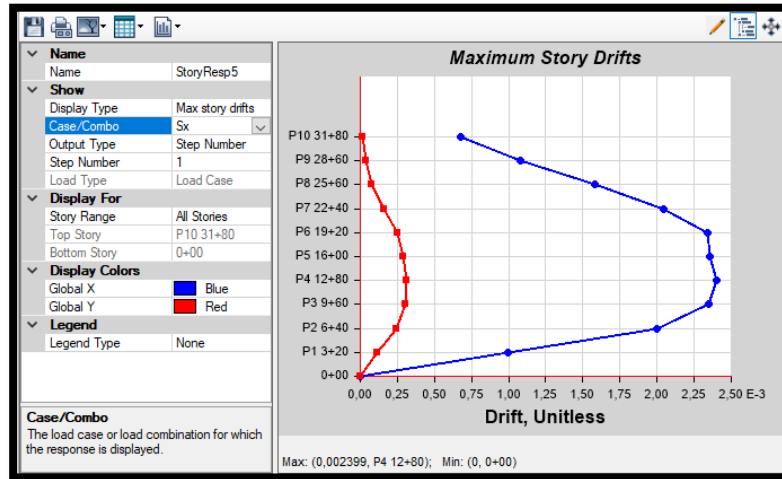 Name
Name StoryResp5
Show
Display Type Max story drifts
Case/Combo Sx
Output Type Step Number
Step Number 1
Load Type Load Case
Display For
Story Range All Stories
Top Story P10 31+80
Bottom Story 0+00
Display Colors
Global X Blue
Global Y Red
Legend
Legend Type None
Case/Combo
The load case or load combination for which
the response is displayed.
Maximum Story Drifts
P10 31+80
P9 28+60
P8 25+60
P7 22+40
P6 19+20
P5 16+00
P4 12+80
P3 9+60
P2 6+40
P1 3+20
0+00
0,00 0,25 0,50 0,75 1,00 1,25 1,50 1,75 2,00 2,25 2,50 E-3
Drift, Unitless
Max: (0,002399, P4 12+80); Min: (0, 0+00)